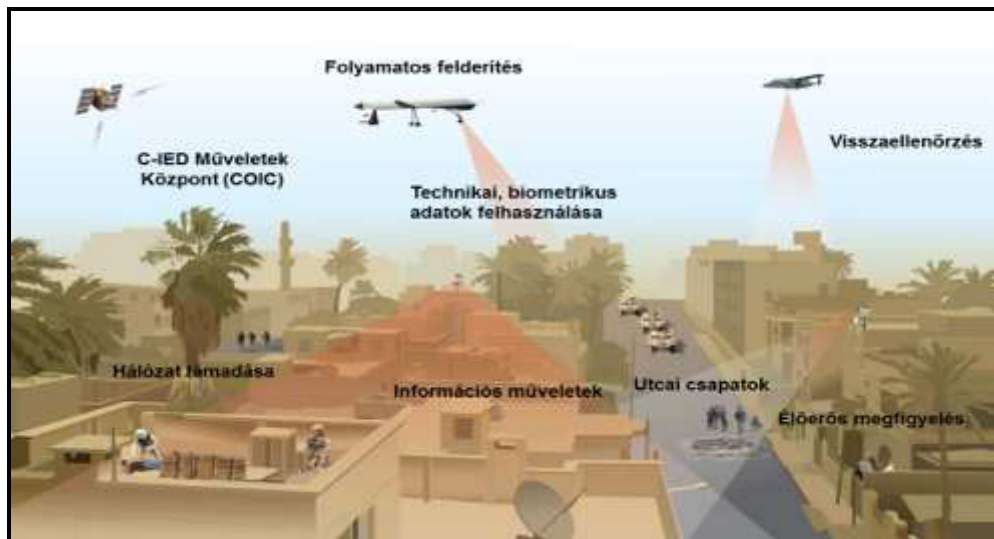 Folyamatos felderítés
Visszaellenőrzés
C-IED Műveletek
Központ (COIC)
Technikai, biometrikus
adatok felhasználása
Hálózat támadása
Információs műveletek
Utcai csapatok
Élőerős megfigyelés